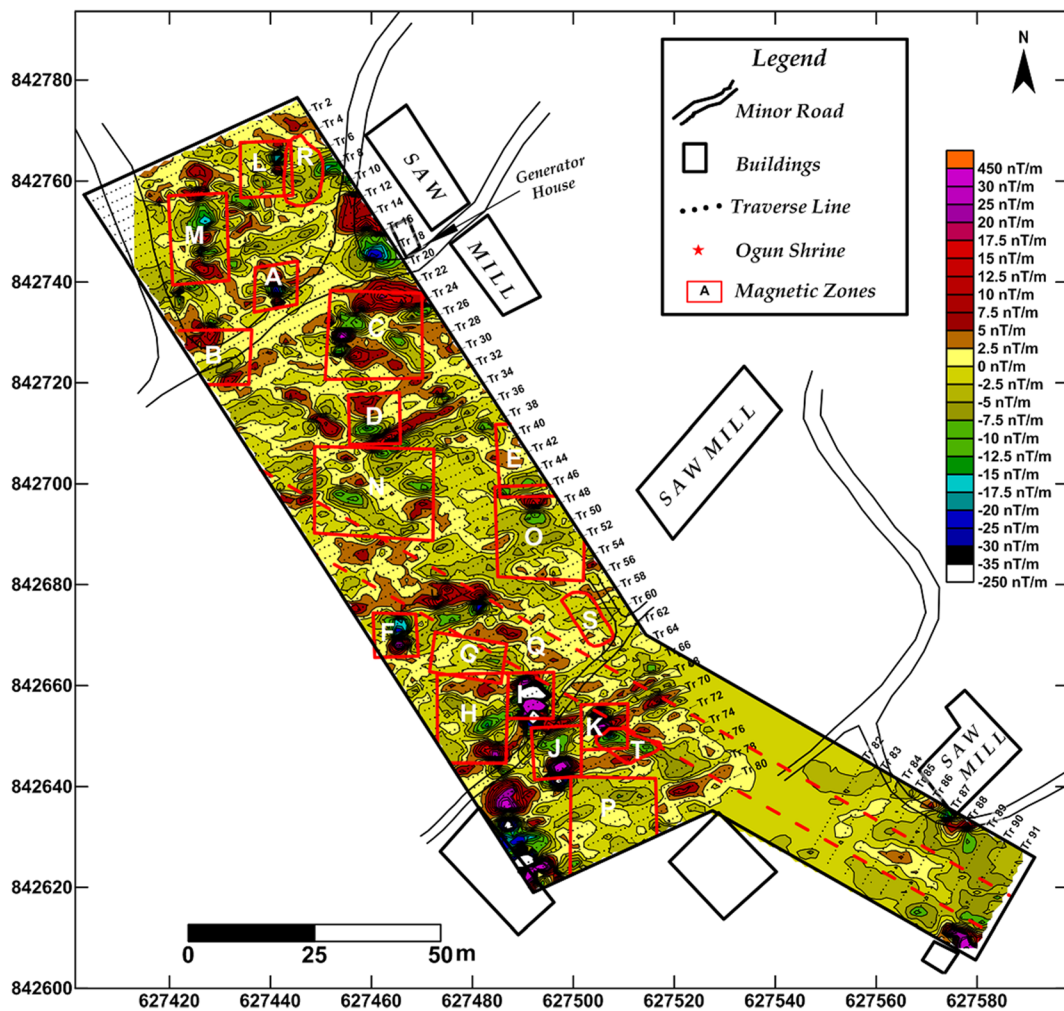 N
Legend
Minor Road
Buildings
Traverse Line
Ogun Shrine
A Magnetic Zones
450 nT/m
30 nT/m
25 nT/m
20 nT/m
17.5 nT/m
15 nT/m
12.5 nT/m
10 nT/m
7.5 nT/m
5 nT/m
2.5 nT/m
0 nT/m
-2.5 nT/m
-5 nT/m
-7.5 nT/m
-10 nT/m
-12.5 nT/m
-15 nT/m
-17.5 nT/m
-20 nT/m
-25 nT/m
-30 nT/m
-35 nT/m
-250 nT/m
842780
842760
842740
842720
842700
842680
842660
842640
842620
842600
627420
627440
627460
627480
627500
627520
627540
627560
627580
SAW
MILL
Generator
House
SAW MILL
SAW
MILL
Tr 2
Tr 4
Tr 6
Tr 8
Tr 10
Tr 12
Tr 14
Tr 16
Tr 18
Tr 20
Tr 22
Tr 24
Tr 26
Tr 28
Tr 30
Tr 32
Tr 34
Tr 36
Tr 38
Tr 40
Tr 42
Tr 44
Tr 46
Tr 48
Tr 50
Tr 52
Tr 54
Tr 56
Tr 58
Tr 60
Tr 62
Tr 64
66
Tr 70
Tr 72
Tr 74
Tr 76
Tr 78
Tr 80
Tr 82
Tr 83
Tr 84
Tr 85
Tr 86
Tr 87
Tr 88
Tr 89
Tr 90
Tr 91
L
R
M
A
B
C
D
E
N
O
F
G
Q
S
H
I
J
K
T
P
0
25
50 m